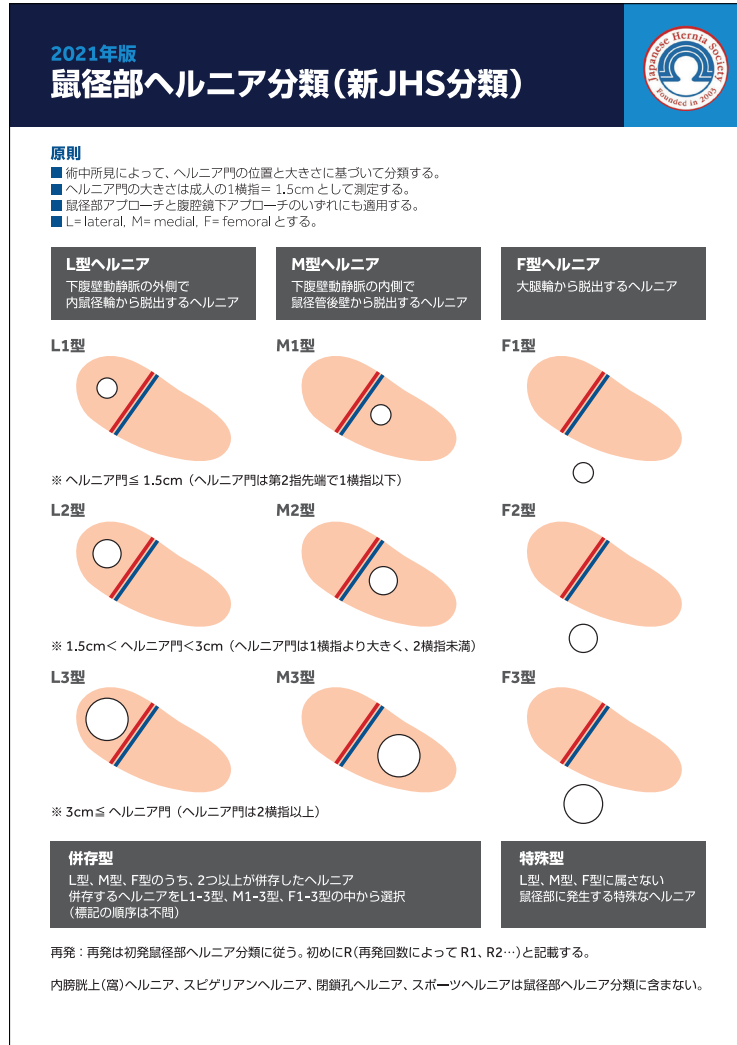 2021年版
鼠径部ヘルニア分類（新JHS分類）
Japanese Hernia Society
Founded in 2003
原則
■ 術中所見によって、ヘルニア門の位置と大きさに基づいて分類する。
■ ヘルニア門の大きさは成人の1横指＝1.5cmとして測定する。
■ 鼠径部アプローチと腹腔鏡下アプローチのいずれにも適用する。
■ L=lateral, M=medial, F=femoralとする。
L型ヘルニア
下腹壁動静脈の外側で
内鼠径輪から脱出するヘルニア
M型ヘルニア
下腹壁動静脈の内側で
鼠径管後壁から脱出するヘルニア
F型ヘルニア
大腿輪から脱出するヘルニア
L1型
M1型
F1型
※ ヘルニア門≦1.5cm（ヘルニア門は第2指先端で1横指以下）
L2型
M2型
F2型
※ 1.5cm＜ヘルニア門＜3cm（ヘルニア門は1横指より大きく、2横指未満）
L3型
M3型
F3型
※ 3cm≦ヘルニア門（ヘルニア門は2横指以上）
併存型
L型、M型、F型のうち、2つ以上が併存したヘルニア
併存するヘルニアをL1-3型、M1-3型、F1-3型の中から選択
（標記の順序は不問）
特殊型
L型、M型、F型に属さない
鼠径部に発生する特殊なヘルニア
再発：再発は初発鼠径部ヘルニア分類に従う。初めにR（再発回数によってR1、R2…）と記載する。
内膀胱上（窩）ヘルニア、スピゲリアンヘルニア、閉鎖孔ヘルニア、スポーツヘルニアは鼠径部ヘルニア分類に含まない。